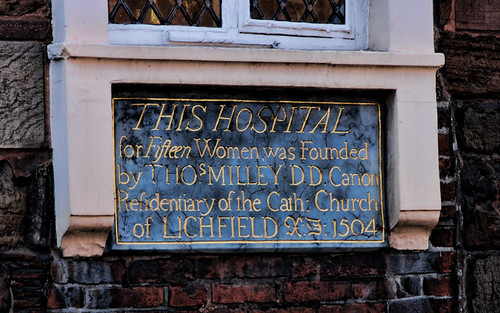 THIS HOSPITAL
for Fifteen Women was Founded
by THOS MILLEY D.D. Canon
Residentiary of the Cath: Church
of LICHFIELD 1504